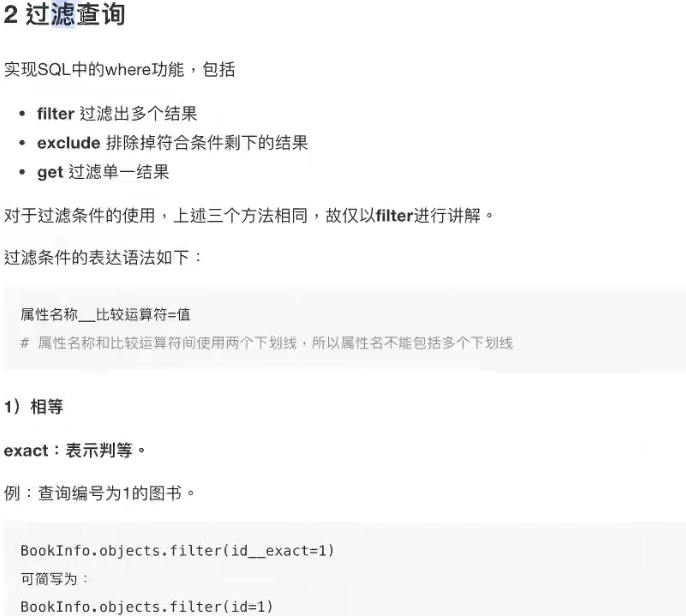 2 过滤查询
实现SQL中的where功能，包括
• filter 过滤出多个结果
• exclude 排除掉符合条件剩下的结果
• get 过滤单一结果
对于过滤条件的使用，上述三个方法相同，故仅以filter进行讲解。
过滤条件的表达语法如下：
属性名称__比较运算符=值
# 属性名称和比较运算符间使用两个下划线，所以属性名不能包括多个下划线
1）相等
exact：表示判等。
例：查询编号为1的图书。
BookInfo.objects.filter(id__exact=1)
可简写为：
BookInfo.objects.filter(id=1)